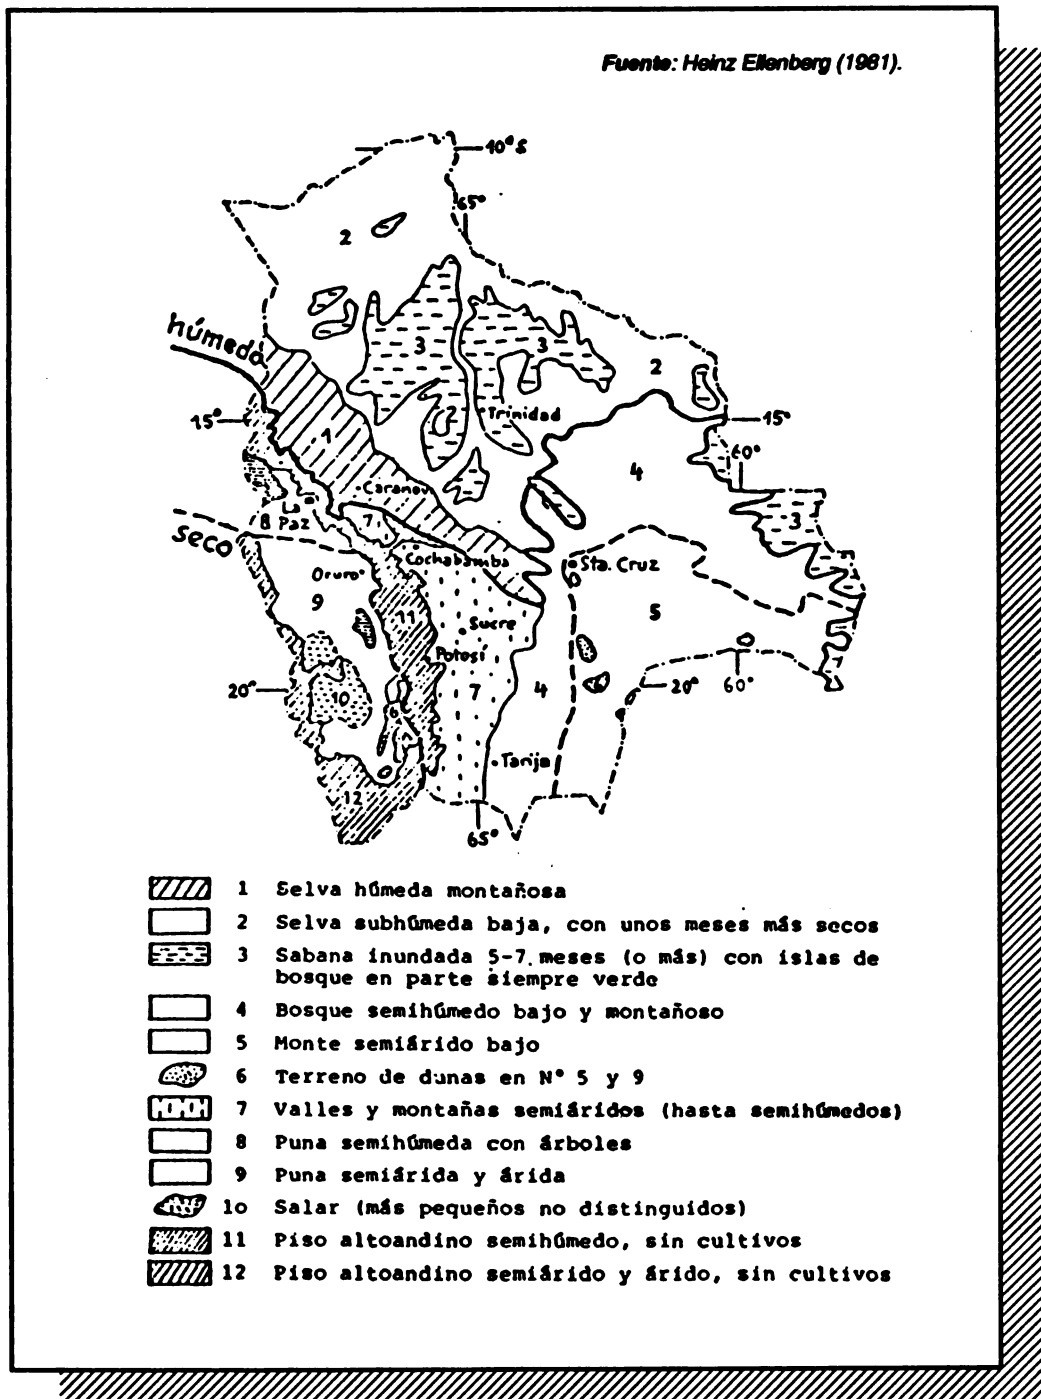 Fuente: Heinz Ellenberg (1981).
10° S
65°
2
húmedo
3
3
2
15°
2
Trinidad
15°
1
60°
4
Caranavi
3
La
Paz
8
7
seco
Cochabamba
Sta. Cruz
Oruro
9
11
5
Sucre
Potosí
20°
10
7
4
20°
60°
6
Tarija
12
65°
1 Selva húmeda montañosa
2 Selva subhúmeda baja, con unos meses más secos
3 Sabana inundada 5-7 meses (o más) con islas de
bosque en parte siempre verde
4 Bosque semihúmedo bajo y montañoso
5 Monte semiárido bajo
6 Terreno de dunas en N° 5 y 9
7 Valles y montañas semiáridos (hasta semihúmedos)
8 Puna semihúmeda con árboles
9 Puna semiárida y árida
1o Salar (más pequeños no distinguidos)
11 Piso altoandino semihúmedo, sin cultivos
12 Piso altoandino semiárido y árido, sin cultivos